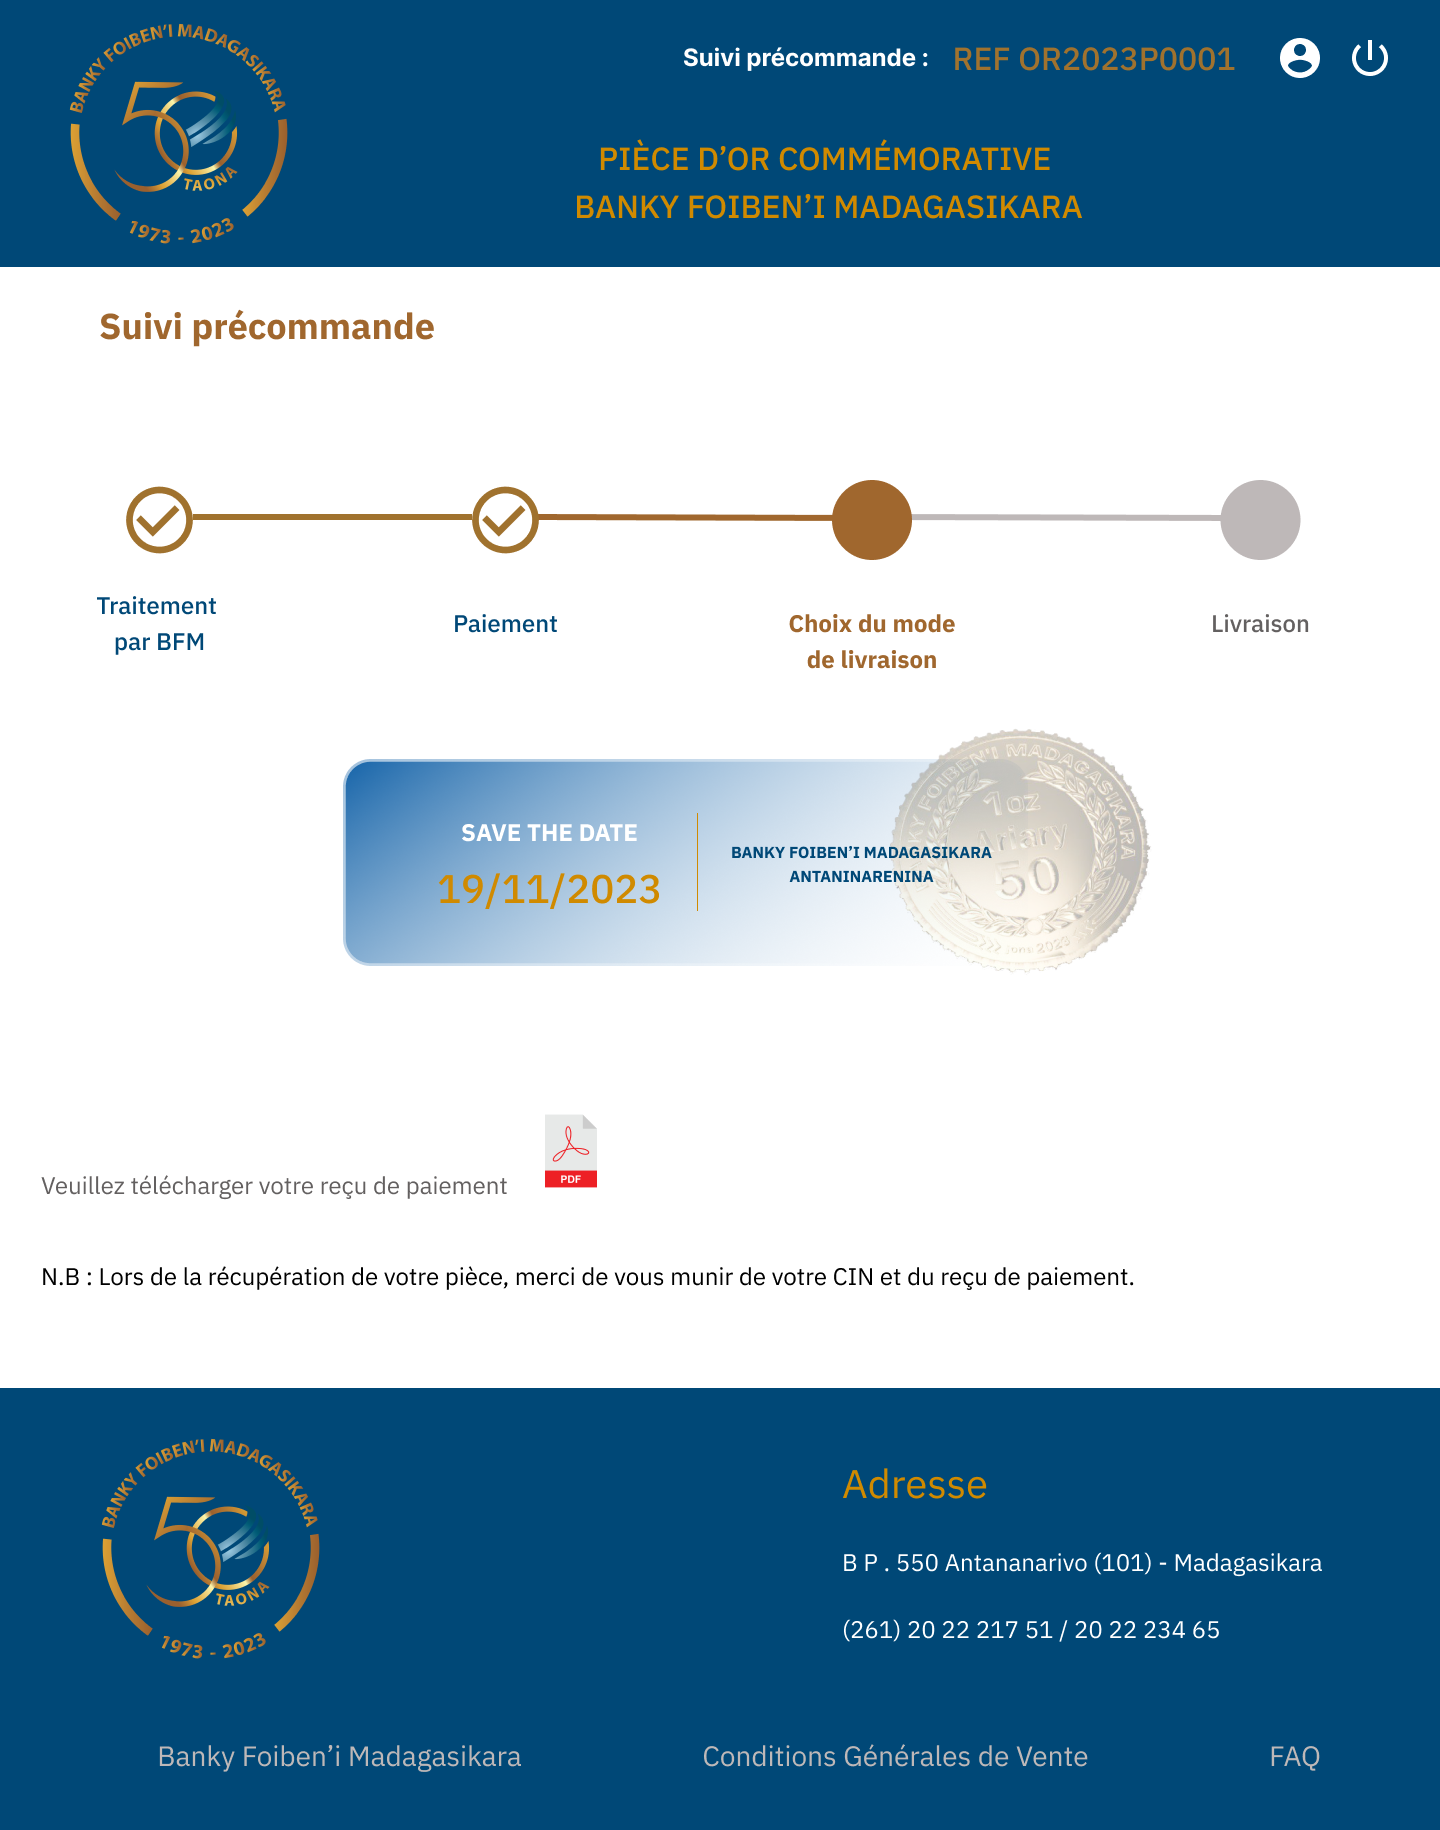 BANKY FOIBEN'I MADAGASIKARA
50
TAONA
1973 - 2023
Suivi précommande : REF OR2023P0001
PIÈCE D’OR COMMÉMORATIVE
BANKY FOIBEN’I MADAGASIKARA
Suivi précommande
Traitement
par BFM
Paiement
Choix du mode
de livraison
Livraison
SAVE THE DATE
19/11/2023
BANKY FOIBEN’I MADAGASIKARA
ANTANINARENINA
BANKY FOIBEN'I MADAGASIKARA
1oz
Ariary
50
2023
Veuillez télécharger votre reçu de paiement
PDF
N.B : Lors de la récupération de votre pièce, merci de vous munir de votre CIN et du reçu de paiement.
BANKY FOIBEN'I MADAGASIKARA
50
TAONA
1973 - 2023
Adresse
B P . 550 Antananarivo (101) - Madagasikara
(261) 20 22 217 51 / 20 22 234 65
Banky Foiben’i Madagasikara
Conditions Générales de Vente
FAQ